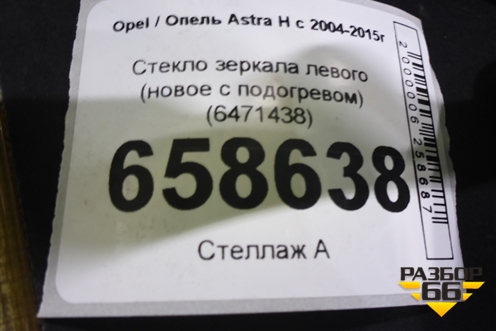 Opel / Опель Astra H с 2004-2015г
Стекло зеркала левого
(новое с подогревом)
(6471438)
658638
Стеллаж А
2000006258687
РАЗБОР
66